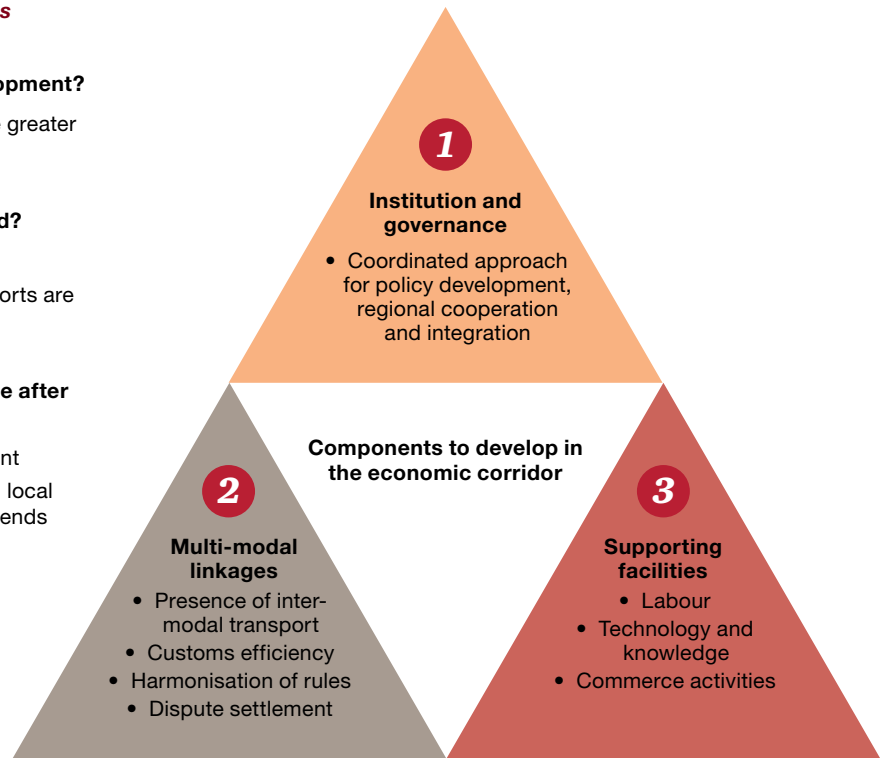 s
opment?
greater
d?
orts are
e after
nt
local
ends
1
Institution and
governance
• Coordinated approach
for policy development,
regional cooperation
and integration
Components to develop in
the economic corridor
2
Multi-modal
linkages
• Presence of inter-
modal transport
• Customs efficiency
• Harmonisation of rules
• Dispute settlement
3
Supporting
facilities
• Labour
• Technology and
knowledge
• Commerce activities